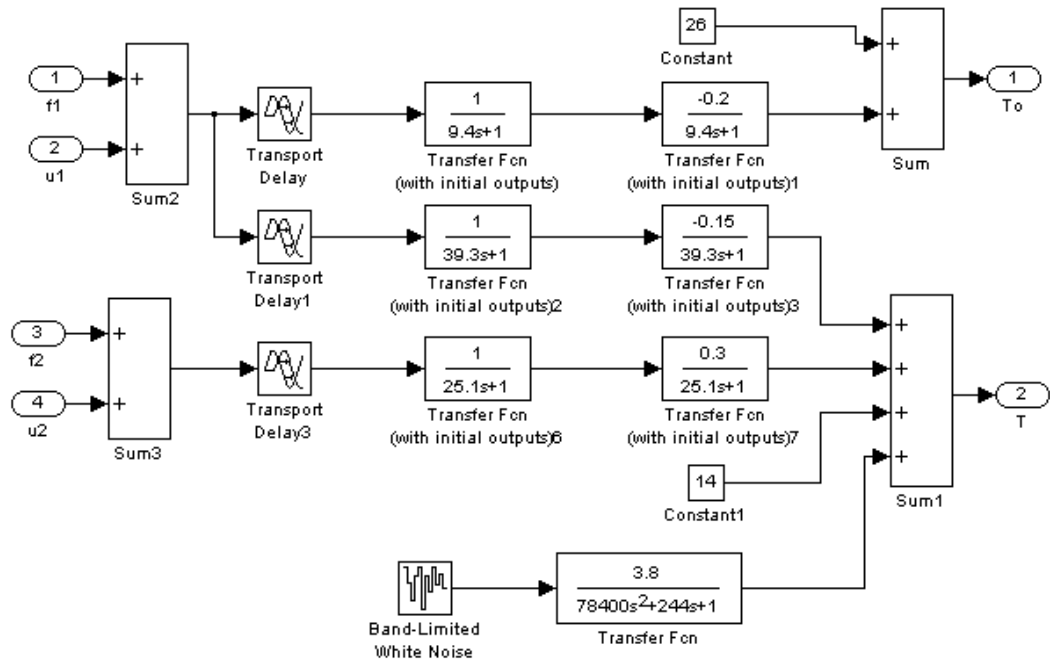 26
Constant
1
f1
+
+
1
To
2
u1
+
Sum2
Transport
Delay
1
9.4s+1
Transfer Fcn
(with initial outputs)
-0.2
9.4s+1
Transfer Fcn
(with initial outputs)1
+
Sum
Transport
Delay1
1
39.3s+1
Transfer Fcn
(with initial outputs)2
-0.15
39.3s+1
Transfer Fcn
(with initial outputs)3
3
f2
+
4
u2
+
Sum3
Transport
Delay3
1
25.1s+1
Transfer Fcn
(with initial outputs)6
0.3
25.1s+1
Transfer Fcn
(with initial outputs)7
+
+
+
+
Sum1
2
T
14
Constant1
Band-Limited
White Noise
3.8
78400s²+244s+1
Transfer Fcn